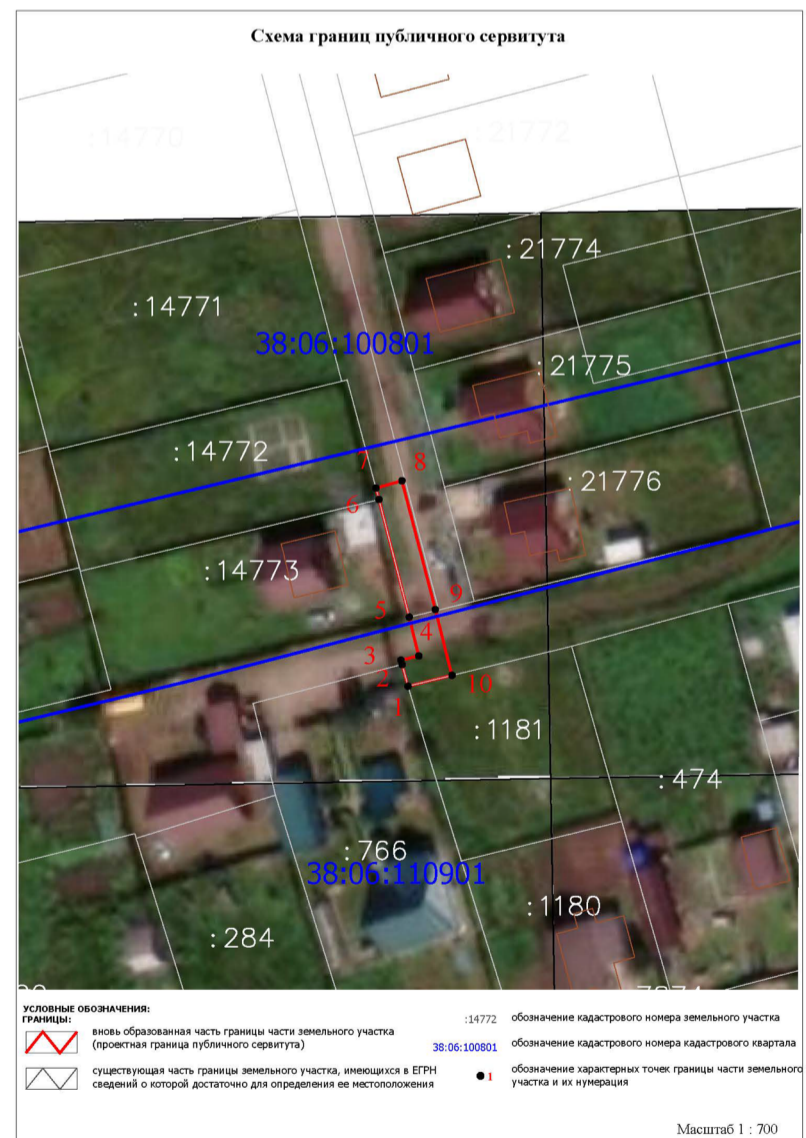 Схема границ публичного сервитута
:14770
:21772
:21774
:14771
38:06:100801
:21775
:14772
7
8
6
:21776
:14773
5
9
4
3
2
10
1
:1181
:474
:766
38:06:110901
:1180
:284
УСЛОВНЫЕ ОБОЗНАЧЕНИЯ:
ГРАНИЦЫ:
вновь образованная часть границы части земельного участка
(проектная граница публичного сервитута)
существующая часть границы земельного участка, имеющихся в ЕГРН
сведений о которой достаточно для определения ее местоположения
:14772 обозначение кадастрового номера земельного участка
38:06:100801 обозначение кадастрового номера кадастрового квартала
1 обозначение характерных точек границы части земельного
участка и их нумерация
Масштаб 1 : 700